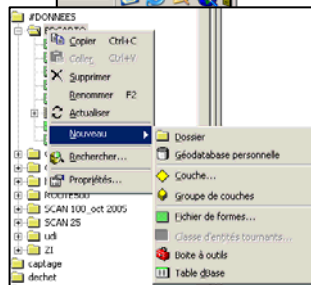 #DONNEES
Copier Ctrl+C
Coller Ctrl+V
Supprimer
Renommer F2
Actualiser
Nouveau
Rechercher...
Propriétés...
Dossier
Géodatabase personnelle
Couche...
Groupe de couches
Fichier de formes...
Classe d'entités tournants...
Boite à outils
Table dBase
ROUTE500
SCAN 100_oct 2005
SCAN 25
udi
ZI
captage
dechet